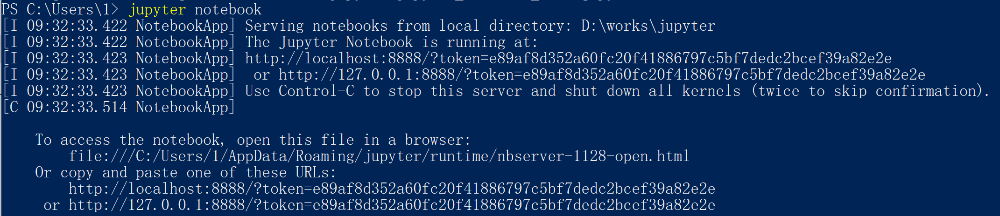 PS C:\Users\1> jupyter notebook
[I 09:32:33.422 NotebookApp] Serving notebooks from local directory: D:\works\jupyter
[I 09:32:33.422 NotebookApp] The Jupyter Notebook is running at:
[I 09:32:33.423 NotebookApp] http://localhost:8888/?token=e89af8d352a60fc20f41886797c5bf7dedc2bcef39a82e2e
[I 09:32:33.423 NotebookApp]  or http://127.0.0.1:8888/?token=e89af8d352a60fc20f41886797c5bf7dedc2bcef39a82e2e
[I 09:32:33.423 NotebookApp] Use Control-C to stop this server and shut down all kernels (twice to skip confirmation).
[C 09:32:33.514 NotebookApp]
To access the notebook, open this file in a browser:
file:///C:/Users/1/AppData/Roaming/jupyter/runtime/nbserver-1128-open.html
Or copy and paste one of these URLs:
http://localhost:8888/?token=e89af8d352a60fc20f41886797c5bf7dedc2bcef39a82e2e
or http://127.0.0.1:8888/?token=e89af8d352a60fc20f41886797c5bf7dedc2bcef39a82e2e